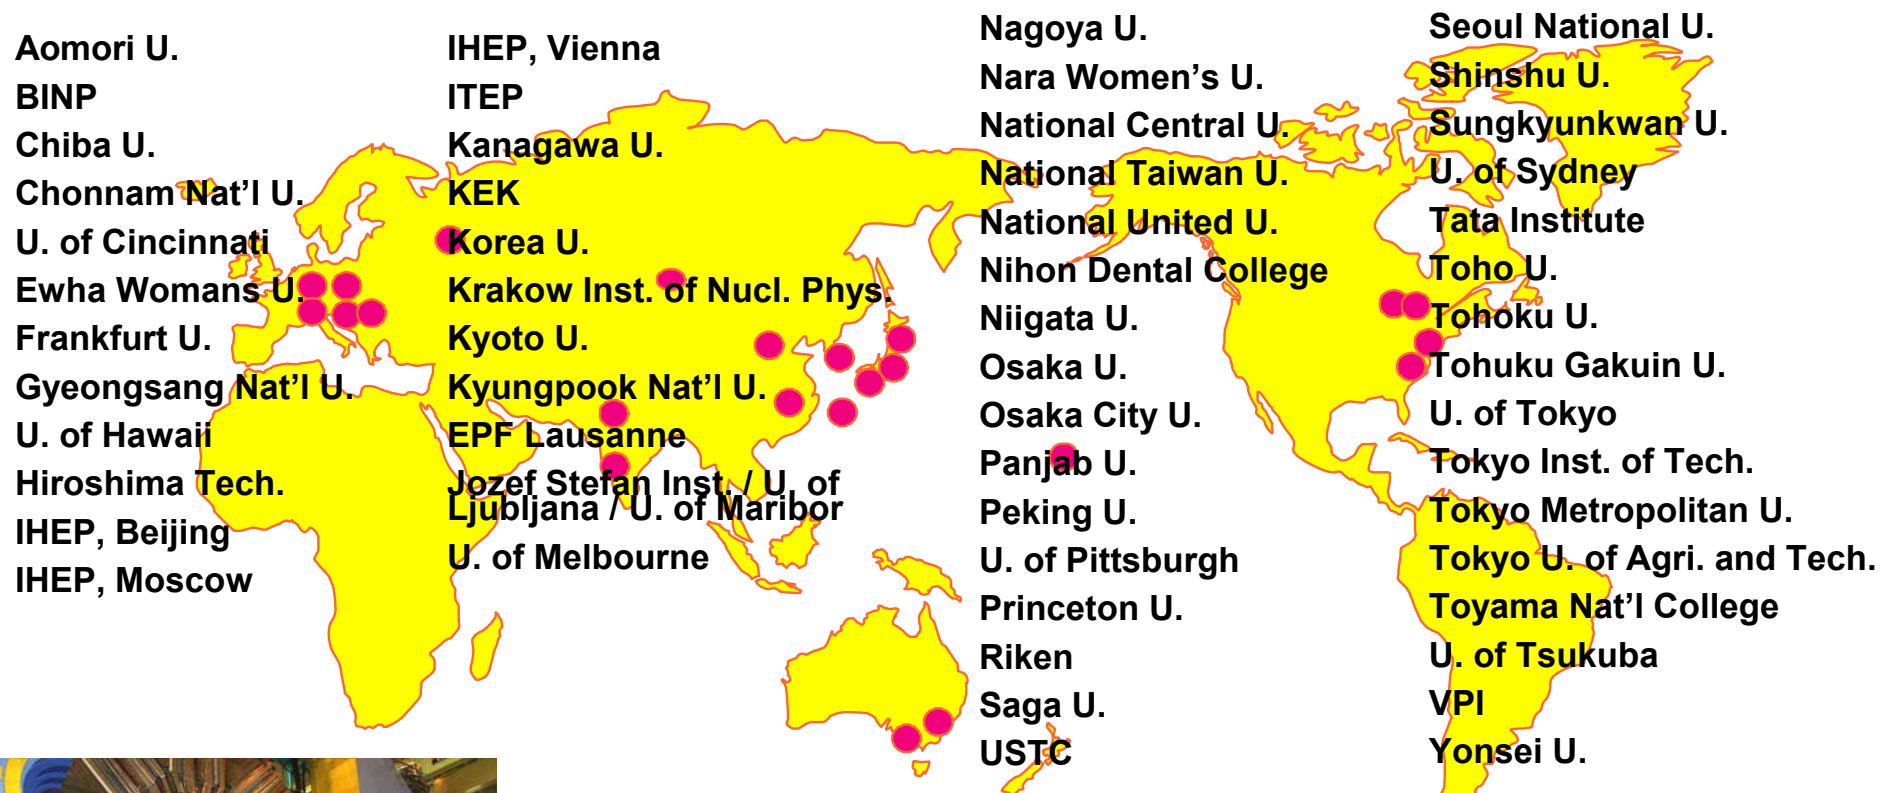 Aomori U.
BINP
Chiba U.
Chonnam Nat’l U.
U. of Cincinnati
Ewha Womans U.
Frankfurt U.
Gyeongsang Nat’l U.
U. of Hawaii
Hiroshima Tech.
IHEP, Beijing
IHEP, Moscow
IHEP, Vienna
ITEP
Kanagawa U.
KEK
Korea U.
Krakow Inst. of Nucl. Phys.
Kyoto U.
Kyungpook Nat’l U.
EPF Lausanne
Jozef Stefan Inst. / U. of
Ljubljana / U. of Maribor
U. of Melbourne
Nagoya U.
Nara Women’s U.
National Central U.
National Taiwan U.
National United U.
Nihon Dental College
Niigata U.
Osaka U.
Osaka City U.
Panjab U.
Peking U.
U. of Pittsburgh
Princeton U.
Riken
Saga U.
USTC
Seoul National U.
Shinshu U.
Sungkyunkwan U.
U. of Sydney
Tata Institute
Toho U.
Tohoku U.
Tohuku Gakuin U.
U. of Tokyo
Tokyo Inst. of Tech.
Tokyo Metropolitan U.
Tokyo U. of Agri. and Tech.
Toyama Nat’l College
U. of Tsukuba
VPI
Yonsei U.